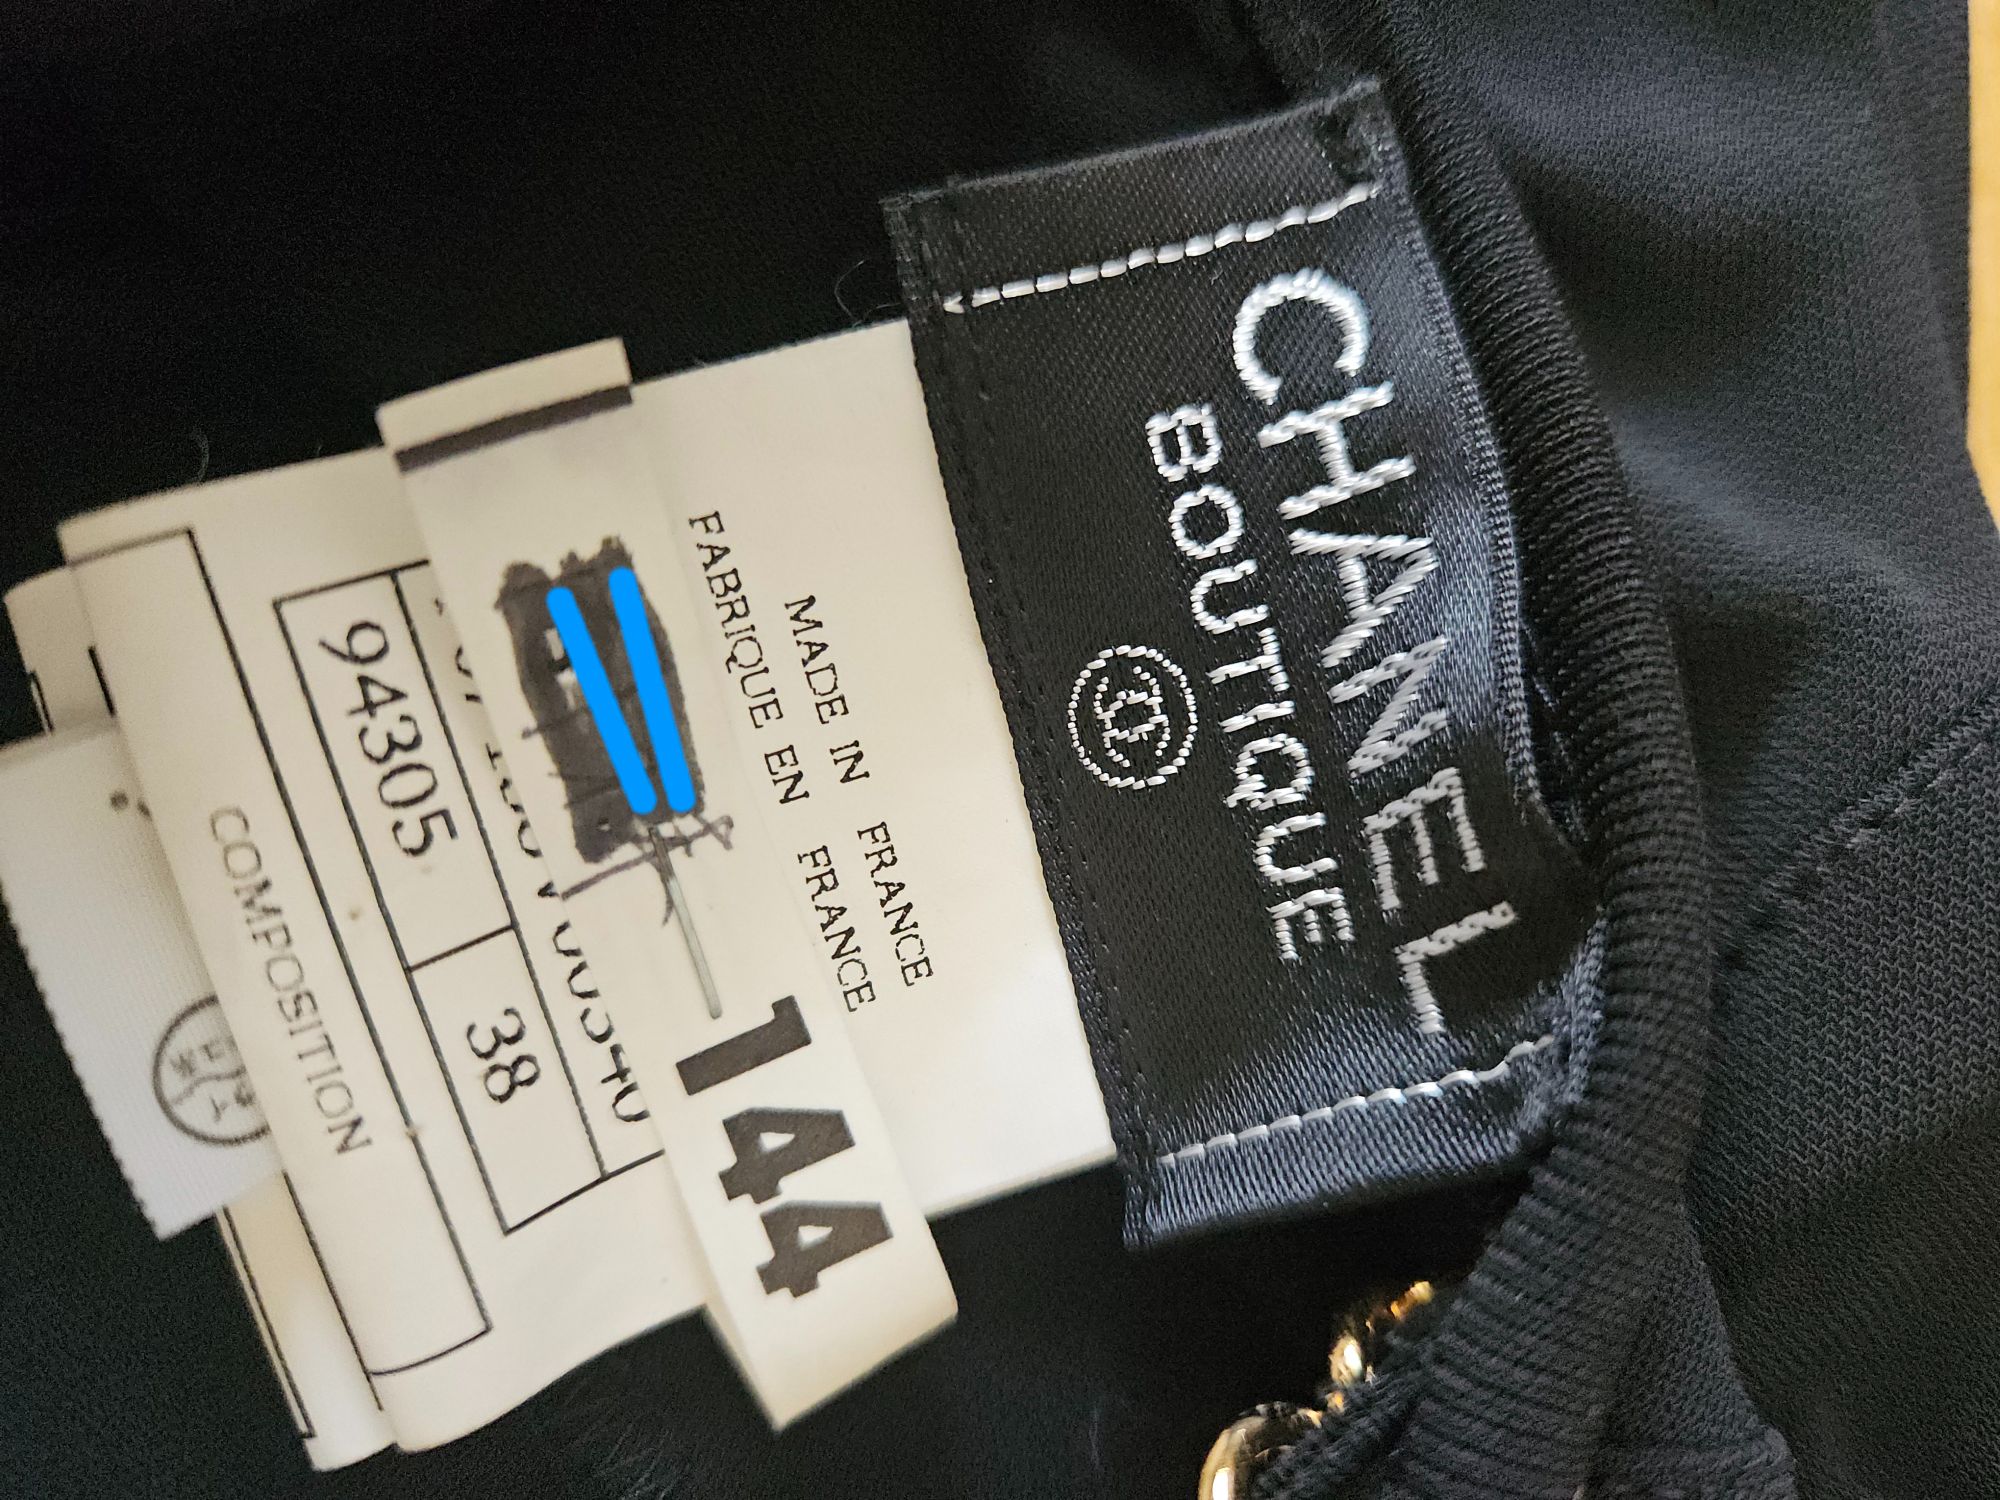 CHANEL
BOUTIQUE
MADE IN FRANCE
FABRIQUE EN FRANCE
144
94305 38
COMPOSITION